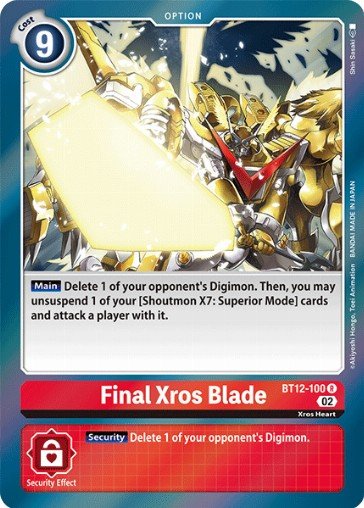 OPTION
Cost
9
Shin Sasaki
©Akiyoshi Hongo, Toei Animation BANDAI MADE IN JAPAN
Main Delete 1 of your opponent's Digimon. Then, you may
unsuspend 1 of your [Shoutmon X7: Superior Mode] cards
and attack a player with it.
Final Xros Blade
BT12-100 R
02
Xros Heart
Security Delete 1 of your opponent's Digimon.
Security Effect